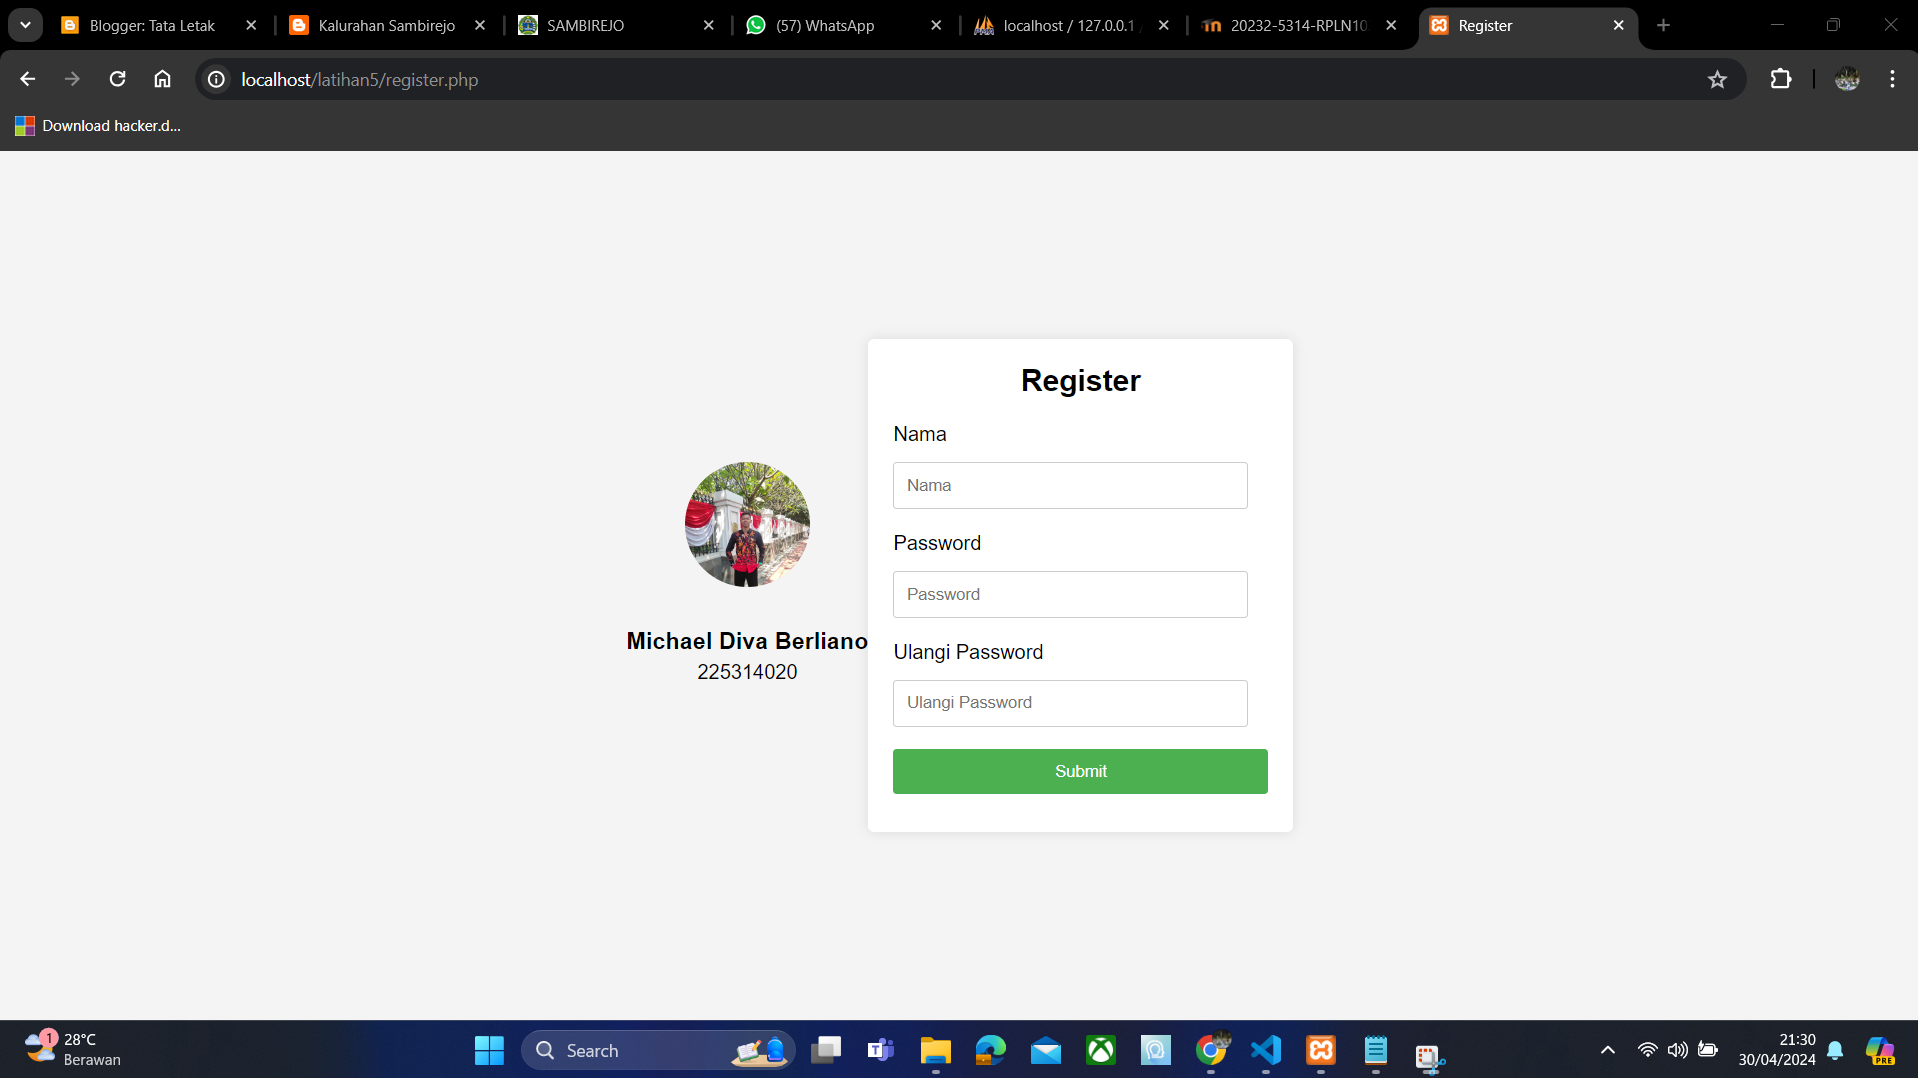 Blogger: Tata Letak
Kalurahan Sambirejo
SAMBIREJO
(57) WhatsApp
localhost / 127.0.0.1 /
20232-5314-RPLN10
Register
localhost/latihan5/register.php
Download hacker.d...
Register
Nama
Nama
Password
Password
Michael Diva Berliano
225314020
Ulangi Password
Ulangi Password
Submit
1
28°C
Berawan
Search
PRE
21:30
30/04/2024